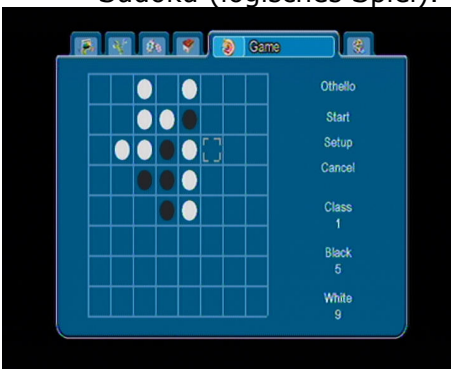 Sudoku (logisches Spiel).
Game
Othello
Start
Setup
Cancel
Class
1
Black
5
White
9